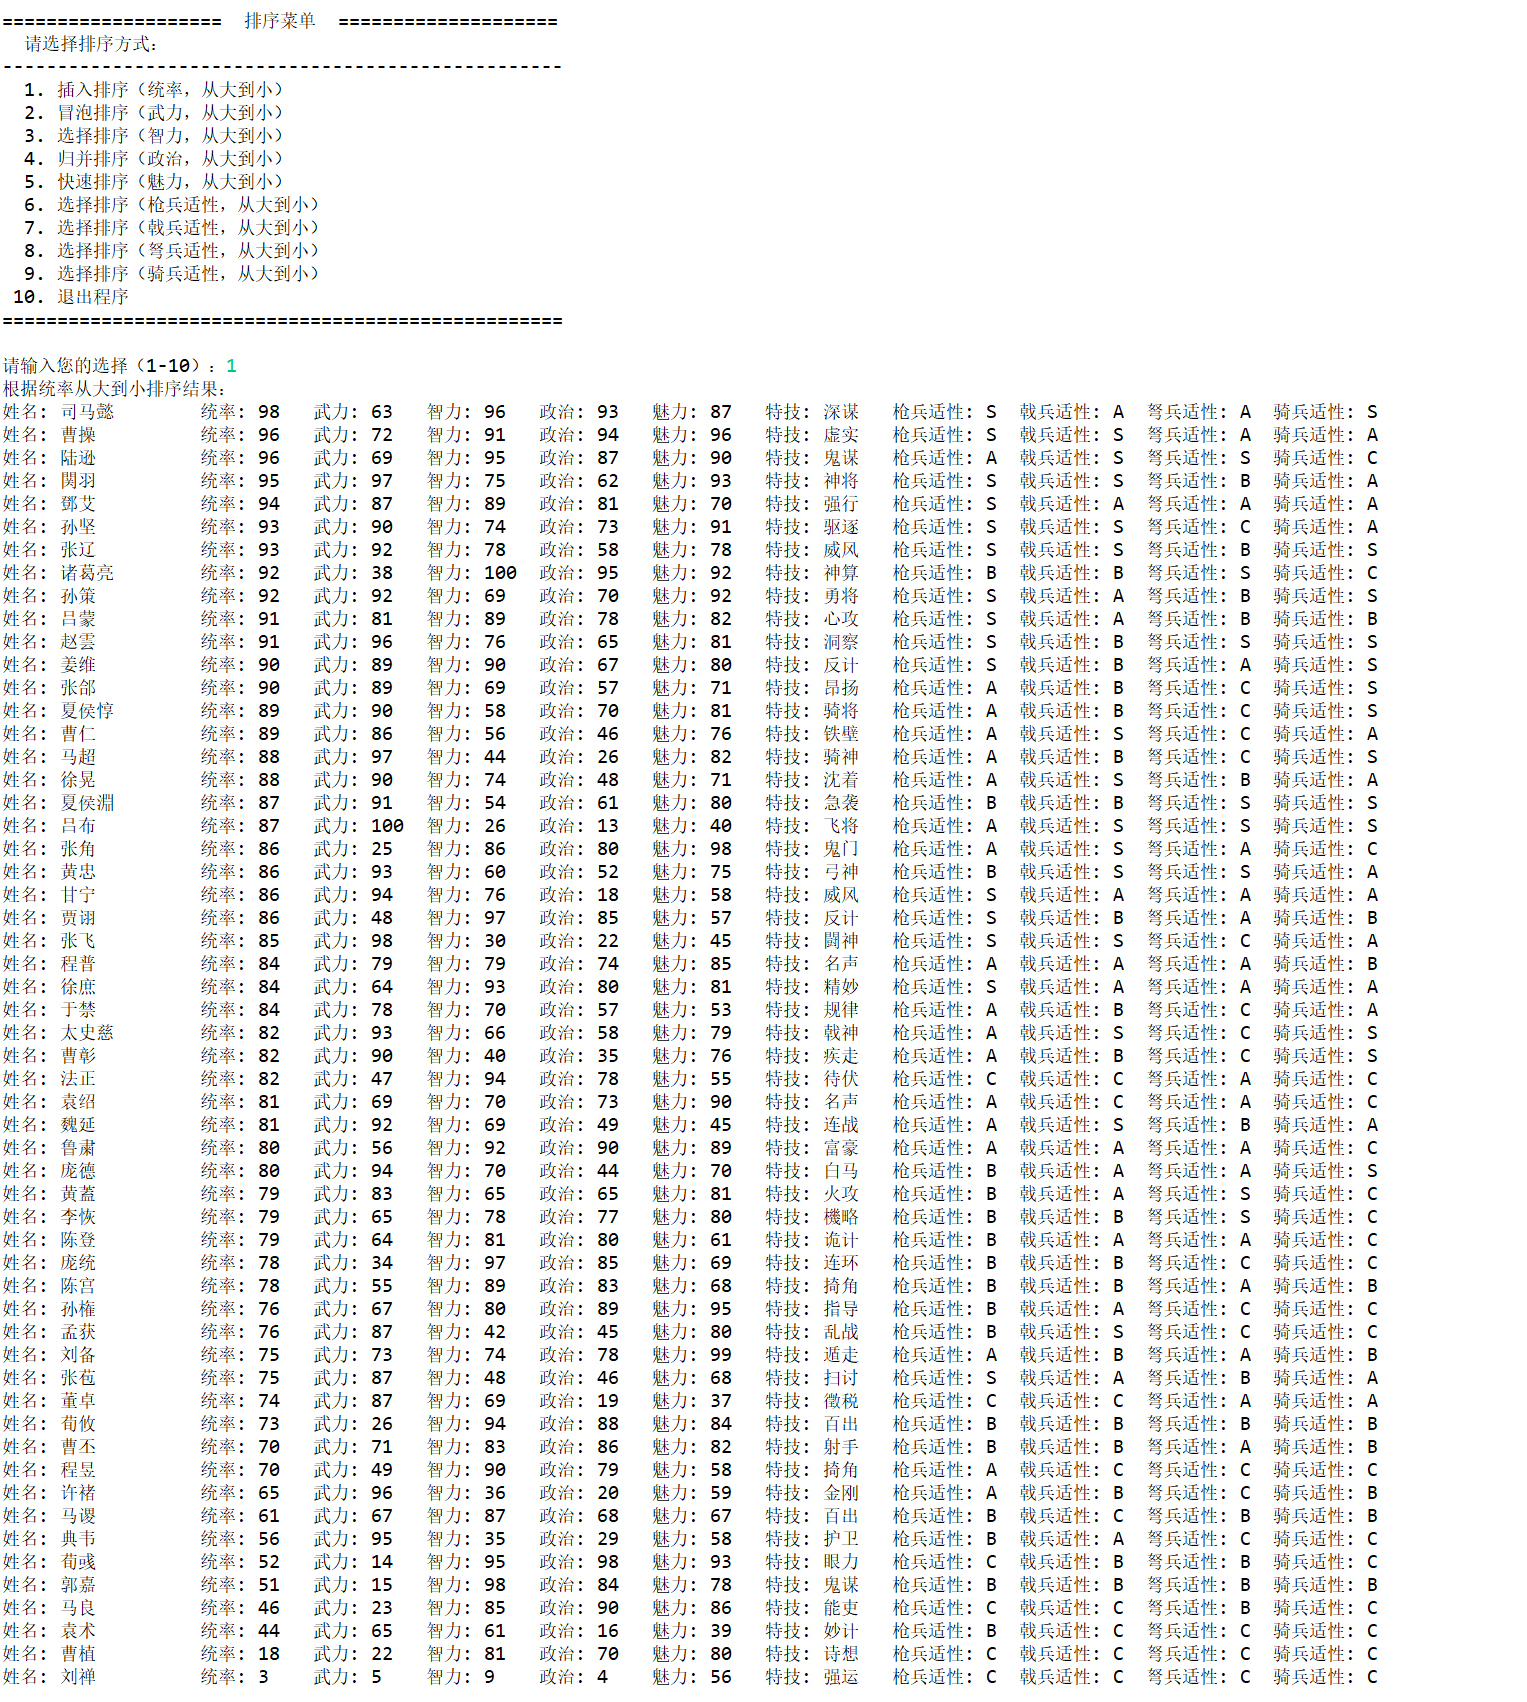 ==================== 排序菜单 ====================
请选择排序方式:
---------------------------------------------------
1. 插入排序（统率，从大到小）
2. 冒泡排序（武力，从大到小）
3. 选择排序（智力，从大到小）
4. 归并排序（政治，从大到小）
5. 快速排序（魅力，从大到小）
6. 选择排序（枪兵适性，从大到小）
7. 选择排序（戟兵适性，从大到小）
8. 选择排序（弩兵适性，从大到小）
9. 选择排序（骑兵适性，从大到小）
10. 退出程序
===================================================
请输入您的选择（1-10）: 1
根据统率从大到小排序结果:
姓名: 司马懿 统率: 98 武力: 63 智力: 96 政治: 93 魅力: 87 特技: 深谋 枪兵适性: S 戟兵适性: A 弩兵适性: A 骑兵适性: S
姓名: 曹操 统率: 96 武力: 72 智力: 91 政治: 94 魅力: 96 特技: 虚实 枪兵适性: S 戟兵适性: S 弩兵适性: A 骑兵适性: A
姓名: 陆逊 统率: 96 武力: 69 智力: 95 政治: 87 魅力: 90 特技: 鬼谋 枪兵适性: A 戟兵适性: S 弩兵适性: S 骑兵适性: C
姓名: 関羽 统率: 95 武力: 97 智力: 75 政治: 62 魅力: 93 特技: 神将 枪兵适性: S 戟兵适性: S 弩兵适性: B 骑兵适性: A
姓名: 鄧艾 统率: 94 武力: 87 智力: 89 政治: 81 魅力: 70 特技: 强行 枪兵适性: S 戟兵适性: A 弩兵适性: A 骑兵适性: A
姓名: 孙坚 统率: 93 武力: 90 智力: 74 政治: 73 魅力: 91 特技: 驱逐 枪兵适性: S 戟兵适性: S 弩兵适性: C 骑兵适性: A
姓名: 张辽 统率: 93 武力: 92 智力: 78 政治: 58 魅力: 78 特技: 威风 枪兵适性: S 戟兵适性: S 弩兵适性: B 骑兵适性: S
姓名: 诸葛亮 统率: 92 武力: 38 智力: 100 政治: 95 魅力: 92 特技: 神算 枪兵适性: B 戟兵适性: B 弩兵适性: S 骑兵适性: C
姓名: 孙策 统率: 92 武力: 92 智力: 69 政治: 70 魅力: 92 特技: 勇将 枪兵适性: S 戟兵适性: A 弩兵适性: B 骑兵适性: S
姓名: 吕蒙 统率: 91 武力: 81 智力: 89 政治: 78 魅力: 82 特技: 心攻 枪兵适性: S 戟兵适性: A 弩兵适性: B 骑兵适性: B
姓名: 赵雲 统率: 91 武力: 96 智力: 76 政治: 65 魅力: 81 特技: 洞察 枪兵适性: S 戟兵适性: B 弩兵适性: S 骑兵适性: S
姓名: 姜维 统率: 90 武力: 89 智力: 90 政治: 67 魅力: 80 特技: 反计 枪兵适性: S 戟兵适性: B 弩兵适性: A 骑兵适性: S
姓名: 张郃 统率: 90 武力: 89 智力: 69 政治: 57 魅力: 71 特技: 昂扬 枪兵适性: A 戟兵适性: B 弩兵适性: C 骑兵适性: S
姓名: 夏侯惇 统率: 89 武力: 90 智力: 58 政治: 70 魅力: 81 特技: 骑将 枪兵适性: A 戟兵适性: B 弩兵适性: C 骑兵适性: S
姓名: 曹仁 统率: 89 武力: 86 智力: 56 政治: 46 魅力: 76 特技: 铁壁 枪兵适性: A 戟兵适性: S 弩兵适性: C 骑兵适性: A
姓名: 马超 统率: 88 武力: 97 智力: 44 政治: 26 魅力: 82 特技: 骑神 枪兵适性: A 戟兵适性: B 弩兵适性: C 骑兵适性: S
姓名: 徐晃 统率: 88 武力: 90 智力: 74 政治: 48 魅力: 71 特技: 沈着 枪兵适性: A 戟兵适性: S 弩兵适性: B 骑兵适性: A
姓名: 夏侯淵 统率: 87 武力: 91 智力: 54 政治: 61 魅力: 80 特技: 急袭 枪兵适性: B 戟兵适性: B 弩兵适性: S 骑兵适性: S
姓名: 吕布 统率: 87 武力: 100 智力: 26 政治: 13 魅力: 40 特技: 飞将 枪兵适性: A 戟兵适性: S 弩兵适性: S 骑兵适性: S
姓名: 张角 统率: 86 武力: 25 智力: 86 政治: 80 魅力: 98 特技: 鬼门 枪兵适性: A 戟兵适性: S 弩兵适性: A 骑兵适性: C
姓名: 黄忠 统率: 86 武力: 93 智力: 60 政治: 52 魅力: 75 特技: 弓神 枪兵适性: B 戟兵适性: S 弩兵适性: S 骑兵适性: A
姓名: 甘宁 统率: 86 武力: 94 智力: 76 政治: 18 魅力: 58 特技: 威风 枪兵适性: S 戟兵适性: A 弩兵适性: A 骑兵适性: A
姓名: 贾诩 统率: 86 武力: 48 智力: 97 政治: 85 魅力: 57 特技: 反计 枪兵适性: S 戟兵适性: B 弩兵适性: A 骑兵适性: B
姓名: 张飞 统率: 85 武力: 98 智力: 30 政治: 22 魅力: 45 特技: 闘神 枪兵适性: S 戟兵适性: S 弩兵适性: C 骑兵适性: A
姓名: 程普 统率: 84 武力: 79 智力: 79 政治: 74 魅力: 85 特技: 名声 枪兵适性: A 戟兵适性: A 弩兵适性: A 骑兵适性: B
姓名: 徐庶 统率: 84 武力: 64 智力: 93 政治: 80 魅力: 81 特技: 精妙 枪兵适性: S 戟兵适性: A 弩兵适性: A 骑兵适性: A
姓名: 于禁 统率: 84 武力: 78 智力: 70 政治: 57 魅力: 53 特技: 规律 枪兵适性: A 戟兵适性: B 弩兵适性: C 骑兵适性: A
姓名: 太史慈 统率: 82 武力: 93 智力: 66 政治: 58 魅力: 79 特技: 戟神 枪兵适性: A 戟兵适性: S 弩兵适性: C 骑兵适性: S
姓名: 曹彰 统率: 82 武力: 90 智力: 40 政治: 35 魅力: 76 特技: 疾走 枪兵适性: A 戟兵适性: B 弩兵适性: C 骑兵适性: S
姓名: 法正 统率: 82 武力: 47 智力: 94 政治: 78 魅力: 55 特技: 待伏 枪兵适性: C 戟兵适性: C 弩兵适性: A 骑兵适性: C
姓名: 袁绍 统率: 81 武力: 69 智力: 70 政治: 73 魅力: 90 特技: 名声 枪兵适性: A 戟兵适性: C 弩兵适性: A 骑兵适性: C
姓名: 魏延 统率: 81 武力: 92 智力: 69 政治: 49 魅力: 45 特技: 连战 枪兵适性: A 戟兵适性: S 弩兵适性: B 骑兵适性: A
姓名: 鲁肃 统率: 80 武力: 56 智力: 92 政治: 90 魅力: 89 特技: 富豪 枪兵适性: A 戟兵适性: A 弩兵适性: A 骑兵适性: C
姓名: 庞德 统率: 80 武力: 94 智力: 70 政治: 44 魅力: 70 特技: 白马 枪兵适性: B 戟兵适性: A 弩兵适性: A 骑兵适性: S
姓名: 黄蓋 统率: 79 武力: 83 智力: 65 政治: 65 魅力: 81 特技: 火攻 枪兵适性: B 戟兵适性: A 弩兵适性: S 骑兵适性: C
姓名: 李恢 统率: 79 武力: 65 智力: 78 政治: 77 魅力: 80 特技: 機略 枪兵适性: B 戟兵适性: B 弩兵适性: S 骑兵适性: C
姓名: 陈登 统率: 79 武力: 64 智力: 81 政治: 80 魅力: 61 特技: 诡计 枪兵适性: B 戟兵适性: A 弩兵适性: A 骑兵适性: C
姓名: 庞统 统率: 78 武力: 34 智力: 97 政治: 85 魅力: 69 特技: 连环 枪兵适性: B 戟兵适性: B 弩兵适性: C 骑兵适性: C
姓名: 陈宫 统率: 78 武力: 55 智力: 89 政治: 83 魅力: 68 特技: 掎角 枪兵适性: B 戟兵适性: B 弩兵适性: A 骑兵适性: B
姓名: 孙権 统率: 76 武力: 67 智力: 80 政治: 89 魅力: 95 特技: 指导 枪兵适性: B 戟兵适性: A 弩兵适性: C 骑兵适性: C
姓名: 孟获 统率: 76 武力: 87 智力: 42 政治: 45 魅力: 80 特技: 乱战 枪兵适性: B 戟兵适性: S 弩兵适性: C 骑兵适性: C
姓名: 刘备 统率: 75 武力: 73 智力: 74 政治: 78 魅力: 99 特技: 遁走 枪兵适性: A 戟兵适性: B 弩兵适性: A 骑兵适性: B
姓名: 张苞 统率: 75 武力: 87 智力: 48 政治: 46 魅力: 68 特技: 扫讨 枪兵适性: S 戟兵适性: A 弩兵适性: B 骑兵适性: A
姓名: 董卓 统率: 74 武力: 87 智力: 69 政治: 19 魅力: 37 特技: 徴税 枪兵适性: C 戟兵适性: C 弩兵适性: A 骑兵适性: A
姓名: 荀攸 统率: 73 武力: 26 智力: 94 政治: 88 魅力: 84 特技: 百出 枪兵适性: B 戟兵适性: B 弩兵适性: B 骑兵适性: B
姓名: 曹丕 统率: 70 武力: 71 智力: 83 政治: 86 魅力: 82 特技: 射手 枪兵适性: B 戟兵适性: B 弩兵适性: A 骑兵适性: B
姓名: 程昱 统率: 70 武力: 49 智力: 90 政治: 79 魅力: 58 特技: 掎角 枪兵适性: A 戟兵适性: C 弩兵适性: C 骑兵适性: C
姓名: 许褚 统率: 65 武力: 96 智力: 36 政治: 20 魅力: 59 特技: 金刚 枪兵适性: A 戟兵适性: B 弩兵适性: C 骑兵适性: B
姓名: 马谡 统率: 61 武力: 67 智力: 87 政治: 68 魅力: 67 特技: 百出 枪兵适性: B 戟兵适性: C 弩兵适性: B 骑兵适性: B
姓名: 典韦 统率: 56 武力: 95 智力: 35 政治: 29 魅力: 58 特技: 护卫 枪兵适性: B 戟兵适性: A 弩兵适性: C 骑兵适性: C
姓名: 荀彧 统率: 52 武力: 14 智力: 95 政治: 98 魅力: 93 特技: 眼力 枪兵适性: C 戟兵适性: B 弩兵适性: B 骑兵适性: C
姓名: 郭嘉 统率: 51 武力: 15 智力: 98 政治: 84 魅力: 78 特技: 鬼谋 枪兵适性: B 戟兵适性: B 弩兵适性: B 骑兵适性: B
姓名: 马良 统率: 46 武力: 23 智力: 85 政治: 90 魅力: 86 特技: 能吏 枪兵适性: C 戟兵适性: C 弩兵适性: B 骑兵适性: C
姓名: 袁术 统率: 44 武力: 65 智力: 61 政治: 16 魅力: 39 特技: 妙计 枪兵适性: B 戟兵适性: C 弩兵适性: C 骑兵适性: C
姓名: 曹植 统率: 18 武力: 22 智力: 81 政治: 70 魅力: 80 特技: 诗想 枪兵适性: C 戟兵适性: C 弩兵适性: C 骑兵适性: C
姓名: 刘禅 统率: 3 武力: 5 智力: 9 政治: 4 魅力: 56 特技: 强运 枪兵适性: C 戟兵适性: C 弩兵适性: C 骑兵适性: C